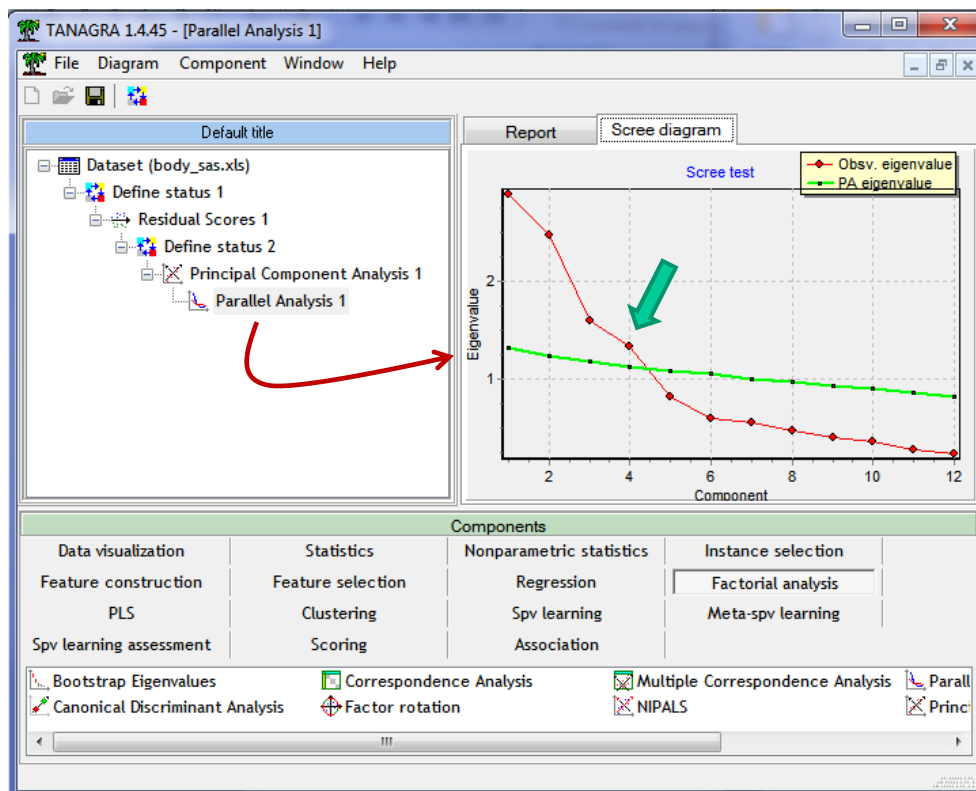 TANAGRA 1.4.45 - [Parallel Analysis 1]
File Diagram Component Window Help
Default title
Dataset (body_sas.xls)
Define status 1
Residual Scores 1
Define status 2
Principal Component Analysis 1
Parallel Analysis 1
Report Scree diagram
Scree test
Obsv. eigenvalue
PA eigenvalue
Eigenvalue
2
1
2 4 6 8 10 12
Component
Components
Data visualization Statistics Nonparametric statistics Instance selection
Feature construction Feature selection Regression Factorial analysis
PLS Clustering Spv learning Meta-spv learning
Spv learning assessment Scoring Association
Bootstrap Eigenvalues Correspondence Analysis Multiple Correspondence Analysis Parall
Canonical Discriminant Analysis Factor rotation NIPALS Princ